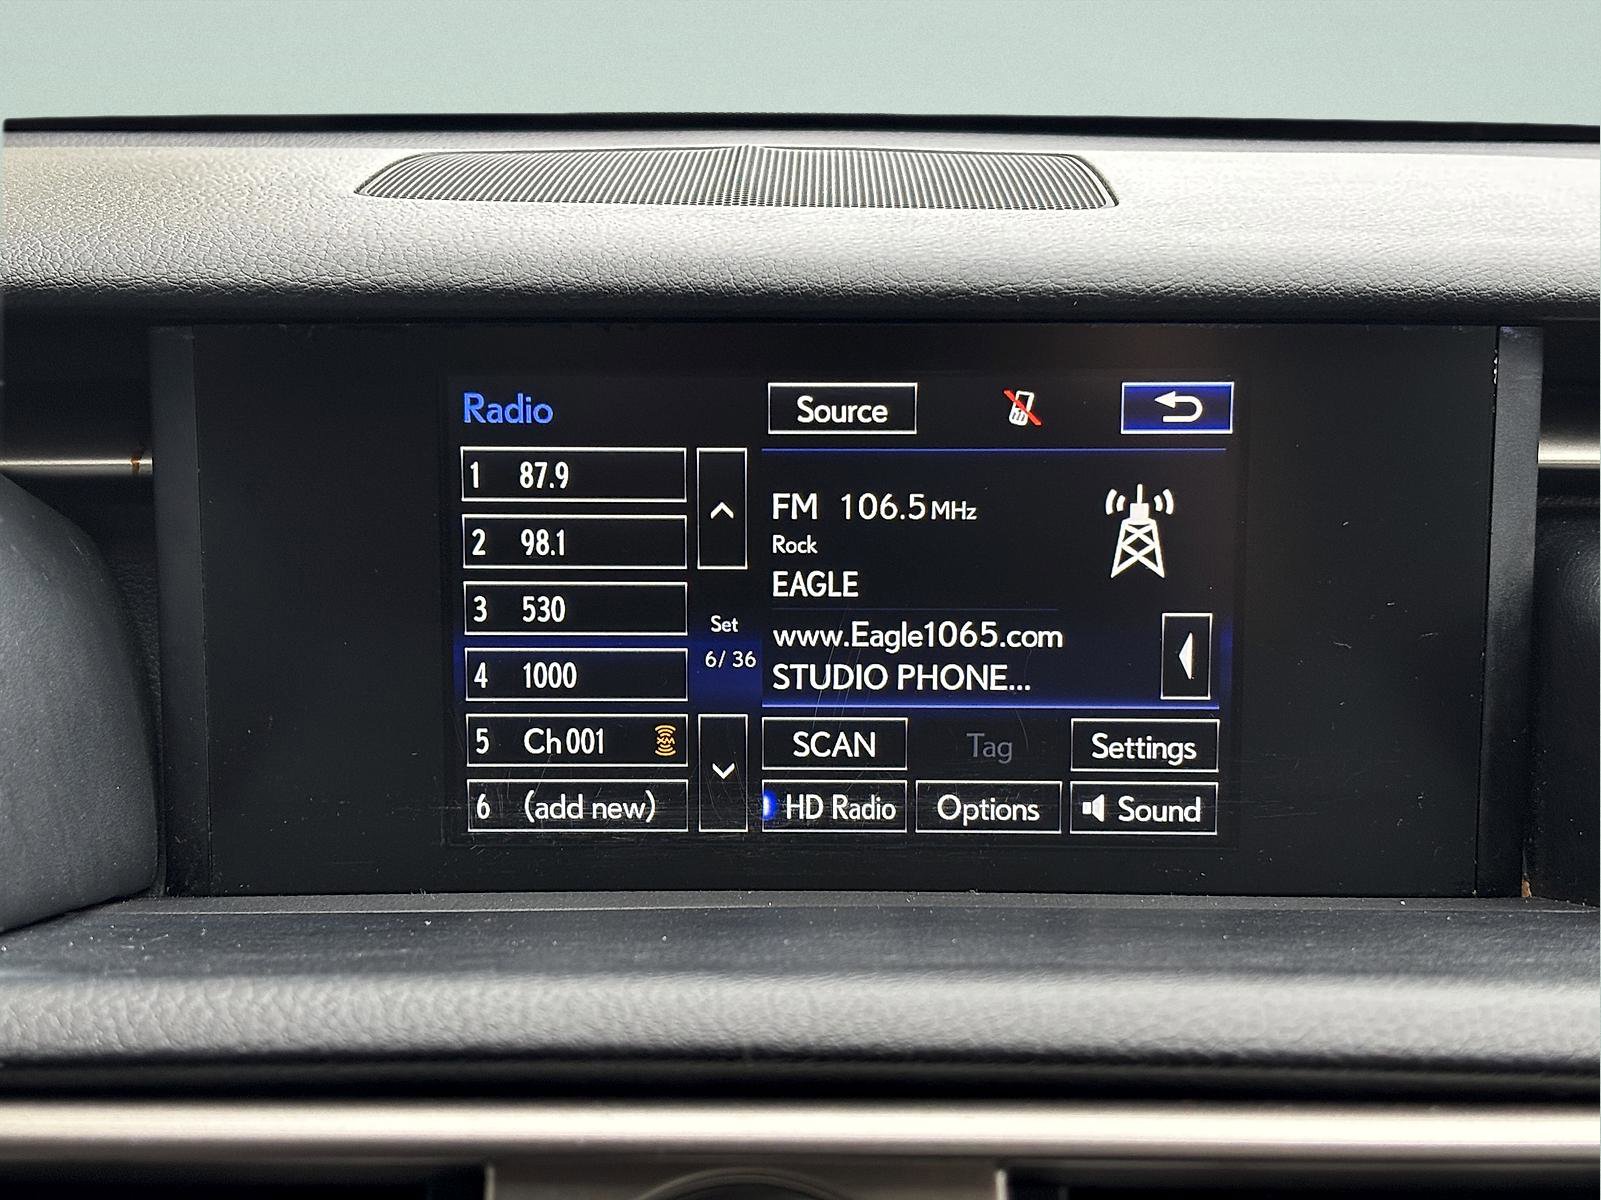 Radio
Source
1 87.9
2 98.1
3 530
4 1000
5 Ch 001 XM
6 (add new)
Set
6/ 36
FM 106.5 MHz
Rock
EAGLE
www.Eagle1065.com
STUDIO PHONE...
SCAN Tag Settings
HD Radio Options Sound